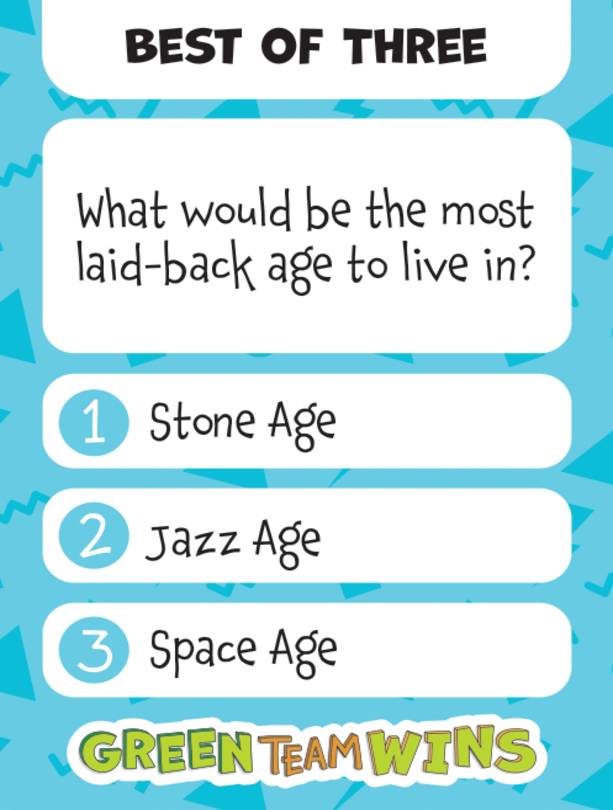 BEST OF THREE
What would be the most
laid-back age to live in?
1 Stone Age
2 Jazz Age
3 Space Age
GREEN TEAM WINS